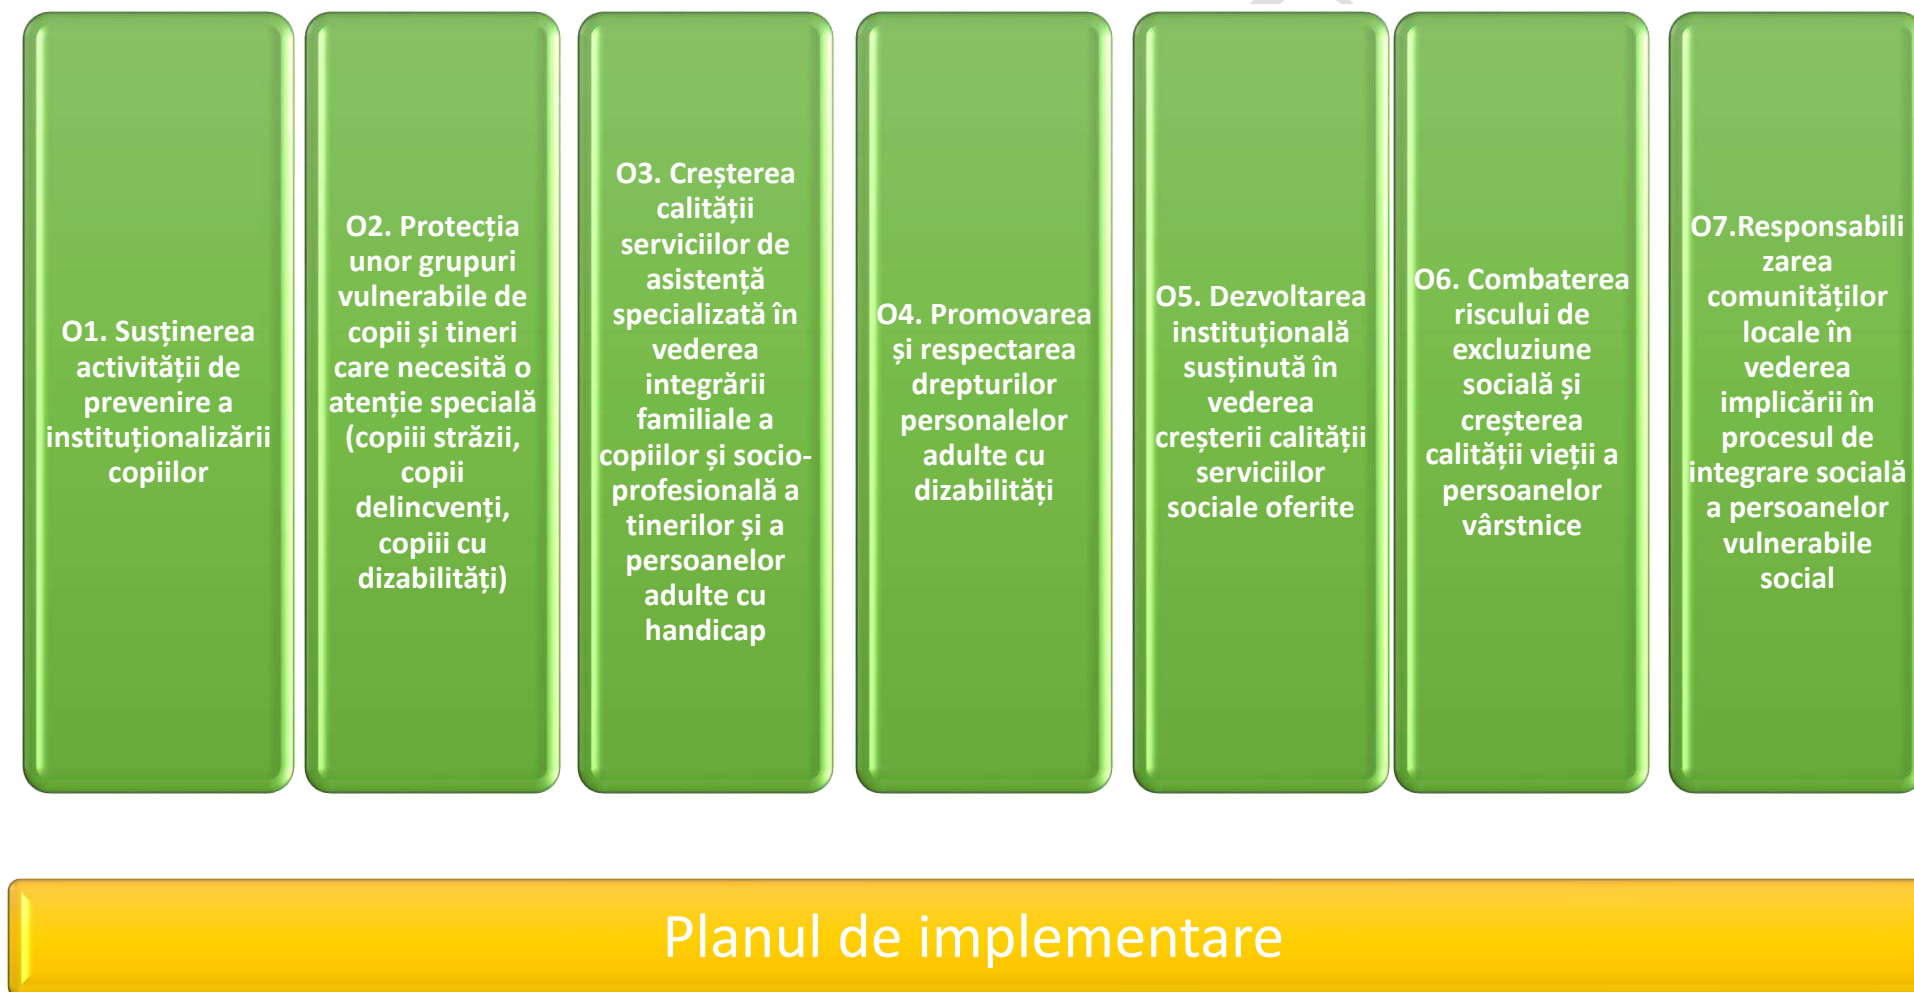 O1. Susținerea
activității de
prevenire a
instituționalizării
copiilor
O2. Protecția
unor grupuri
vulnerabile de
copii și tineri
care necesită o
atenție specială
(copiii străzii,
copii
delincvenți,
copiii cu
dizabilități)
O3. Creșterea
calității
serviciilor de
asistență
specializată în
vederea
integrării
familiale a
copiilor și socio-
profesională a
tinerilor și a
persoanelor
adulte cu
handicap
O4. Promovarea
și respectarea
drepturilor
personalelor
adulte cu
dizabilități
O5. Dezvoltarea
instituțională
susținută în
vederea
creșterii calității
serviciilor
sociale oferite
O6. Combaterea
riscului de
excluziune
socială și
creșterea
calității vieții a
persoanelor
vârstnice
O7.Responsabili
zarea
comunităților
locale în
vederea
implicării în
procesul de
integrare socială
a persoanelor
vulnerabile
social
Planul de implementare